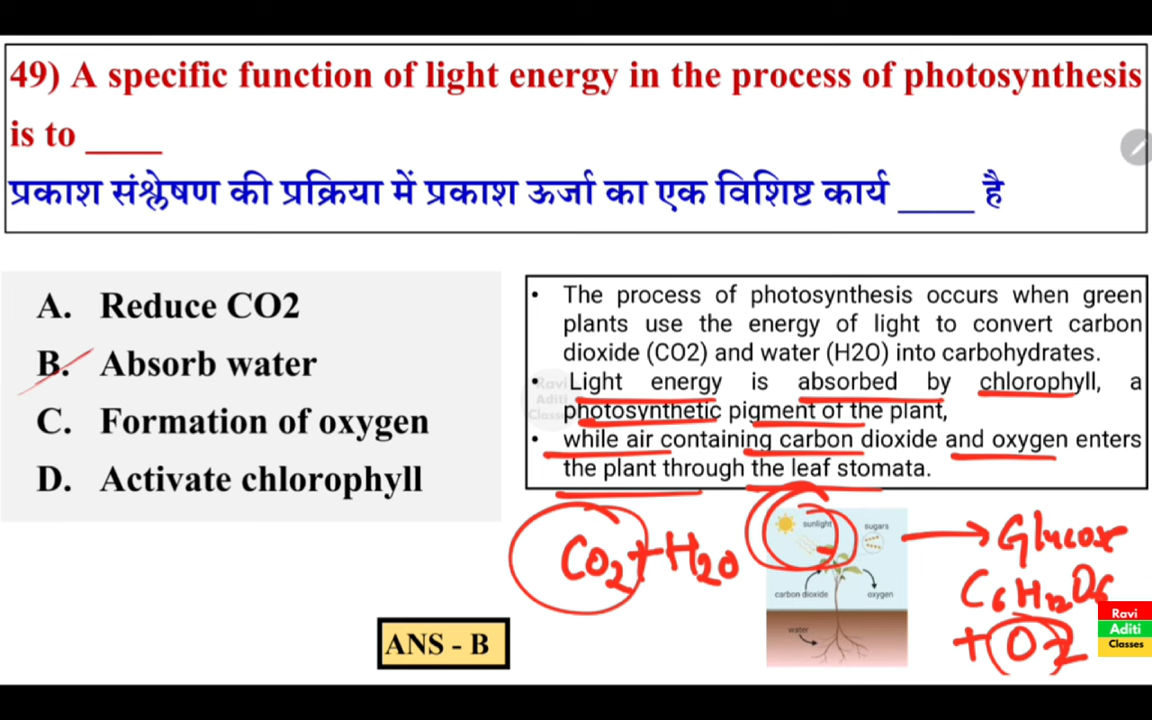 49) A specific function of light energy in the process of photosynthesis
is to ____
प्रकाश संश्लेषण की प्रक्रिया में प्रकाश ऊर्जा का एक विशिष्ट कार्य ____ है
A. Reduce CO2
B. Absorb water
C. Formation of oxygen
D. Activate chlorophyll
• The process of photosynthesis occurs when green
plants use the energy of light to convert carbon
dioxide (CO2) and water (H2O) into carbohydrates.
• Light energy is absorbed by chlorophyll, a
photosynthetic pigment of the plant,
• while air containing carbon dioxide and oxygen enters
the plant through the leaf stomata.
Ravi
Aditi
Classes
CO2+H2O
sunlight
sugars
carbon dioxide
oxygen
water
Glucose
C6H12O6
+O2
ANS - B
Ravi
Aditi
Classes